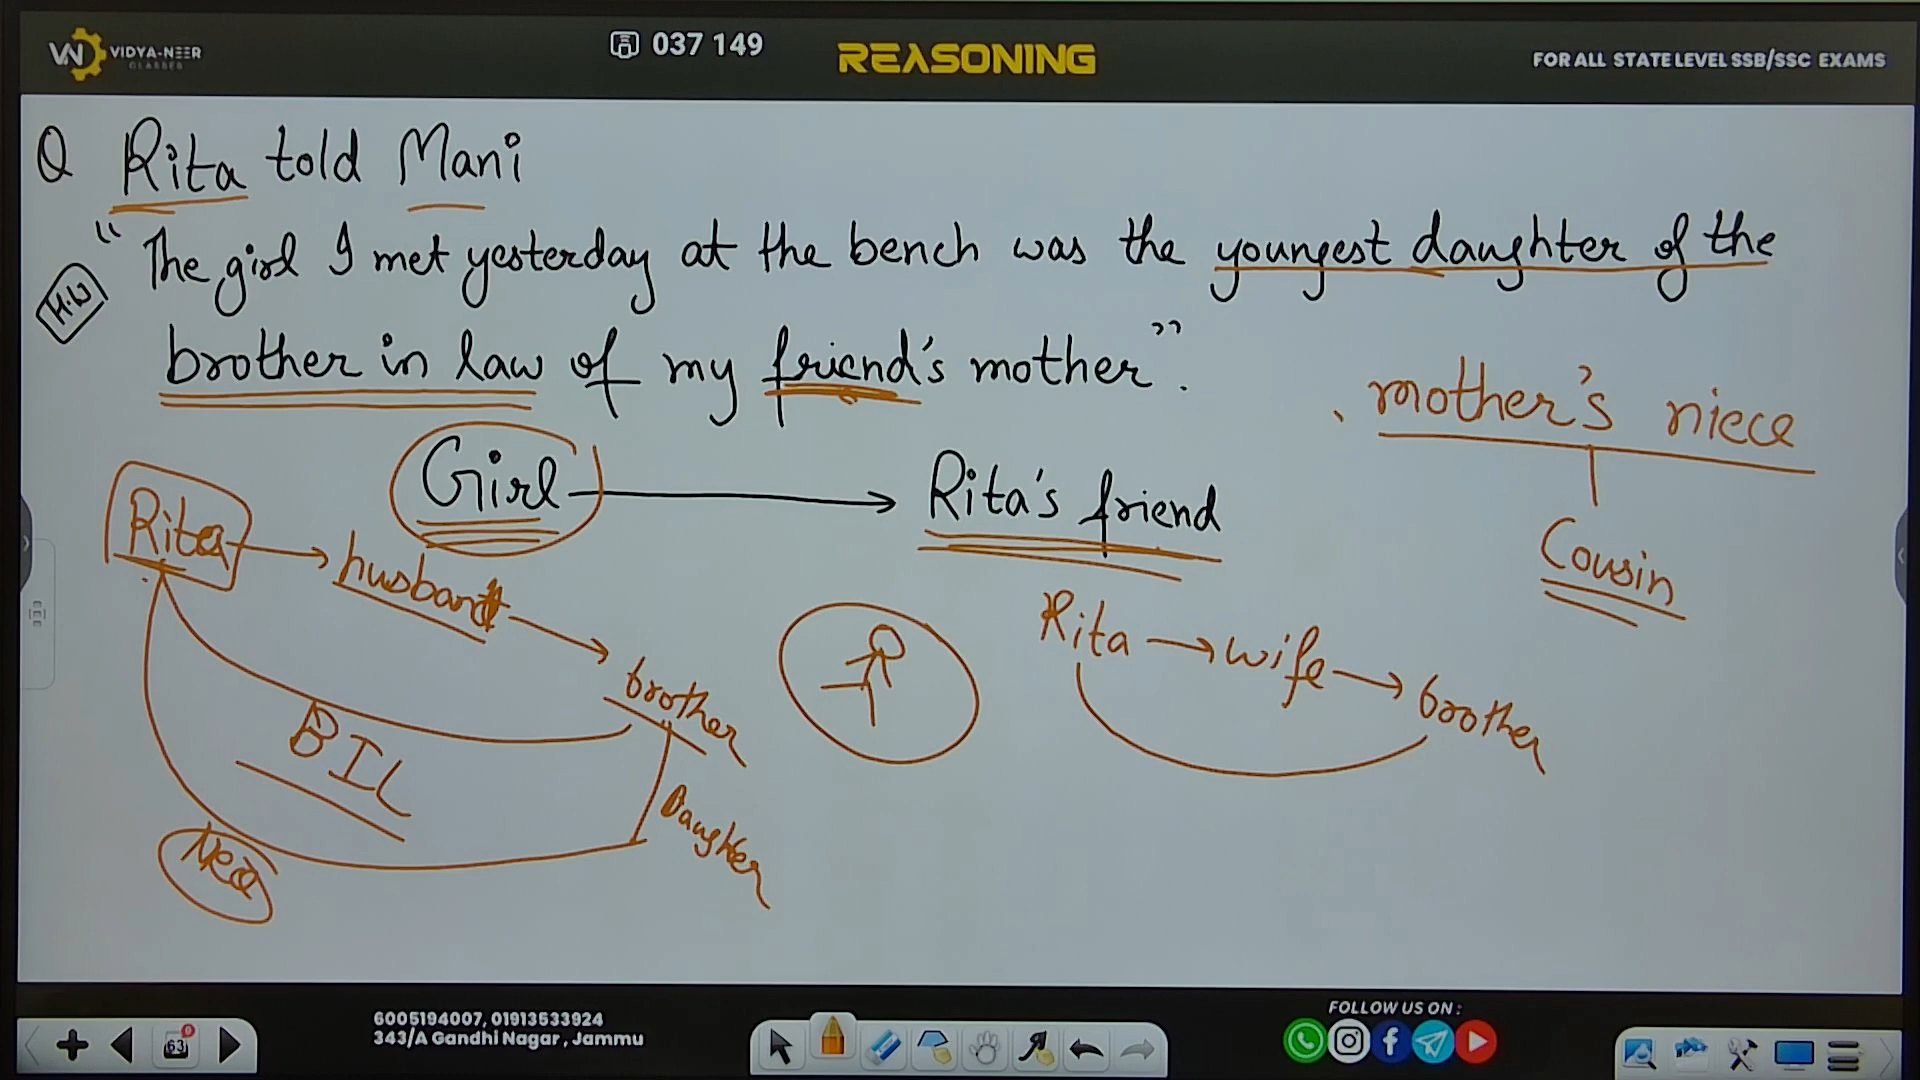 VN VIDYA-NEER
CLASSES
037 149
REASONING
FOR ALL STATE LEVEL SSB/SSC EXAMS
Q Rita told Mani
"The girl I met yesterday at the bench was the youngest daughter of the
H.W
brother in law of my friend's mother".
mother's niece
Cousin
Girl → Rita's friend
Rita → husband → brother
BIL
Daughter
Rita → wife → brother
63
6005194007, 01913533924
343/A Gandhi Nagar, Jammu
FOLLOW US ON :